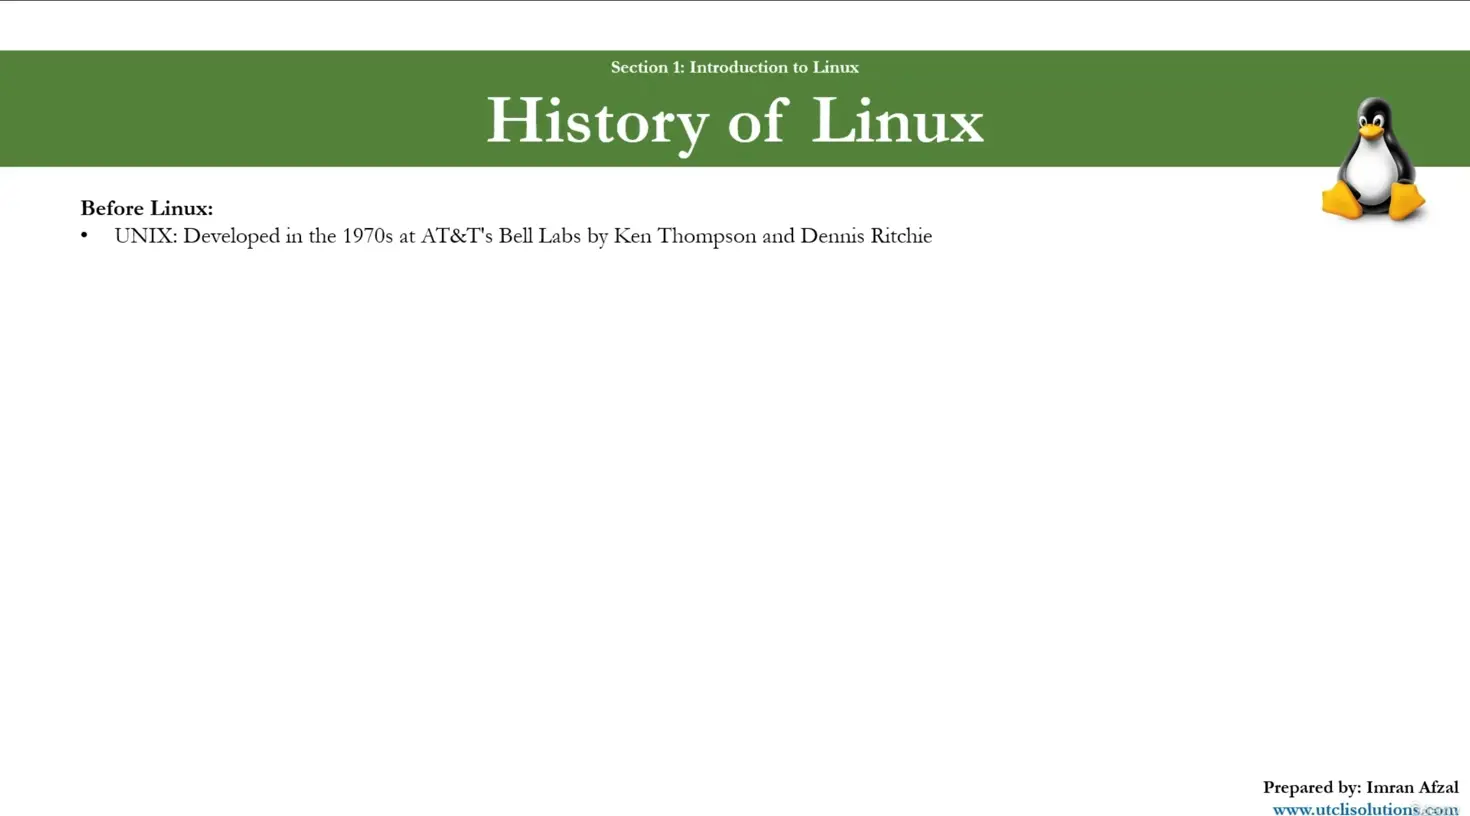 Section 1: Introduction to Linux
History of Linux
Before Linux:
• UNIX: Developed in the 1970s at AT&T's Bell Labs by Ken Thompson and Dennis Ritchie
Prepared by: Imran Afzal
www.utclisolutions.com